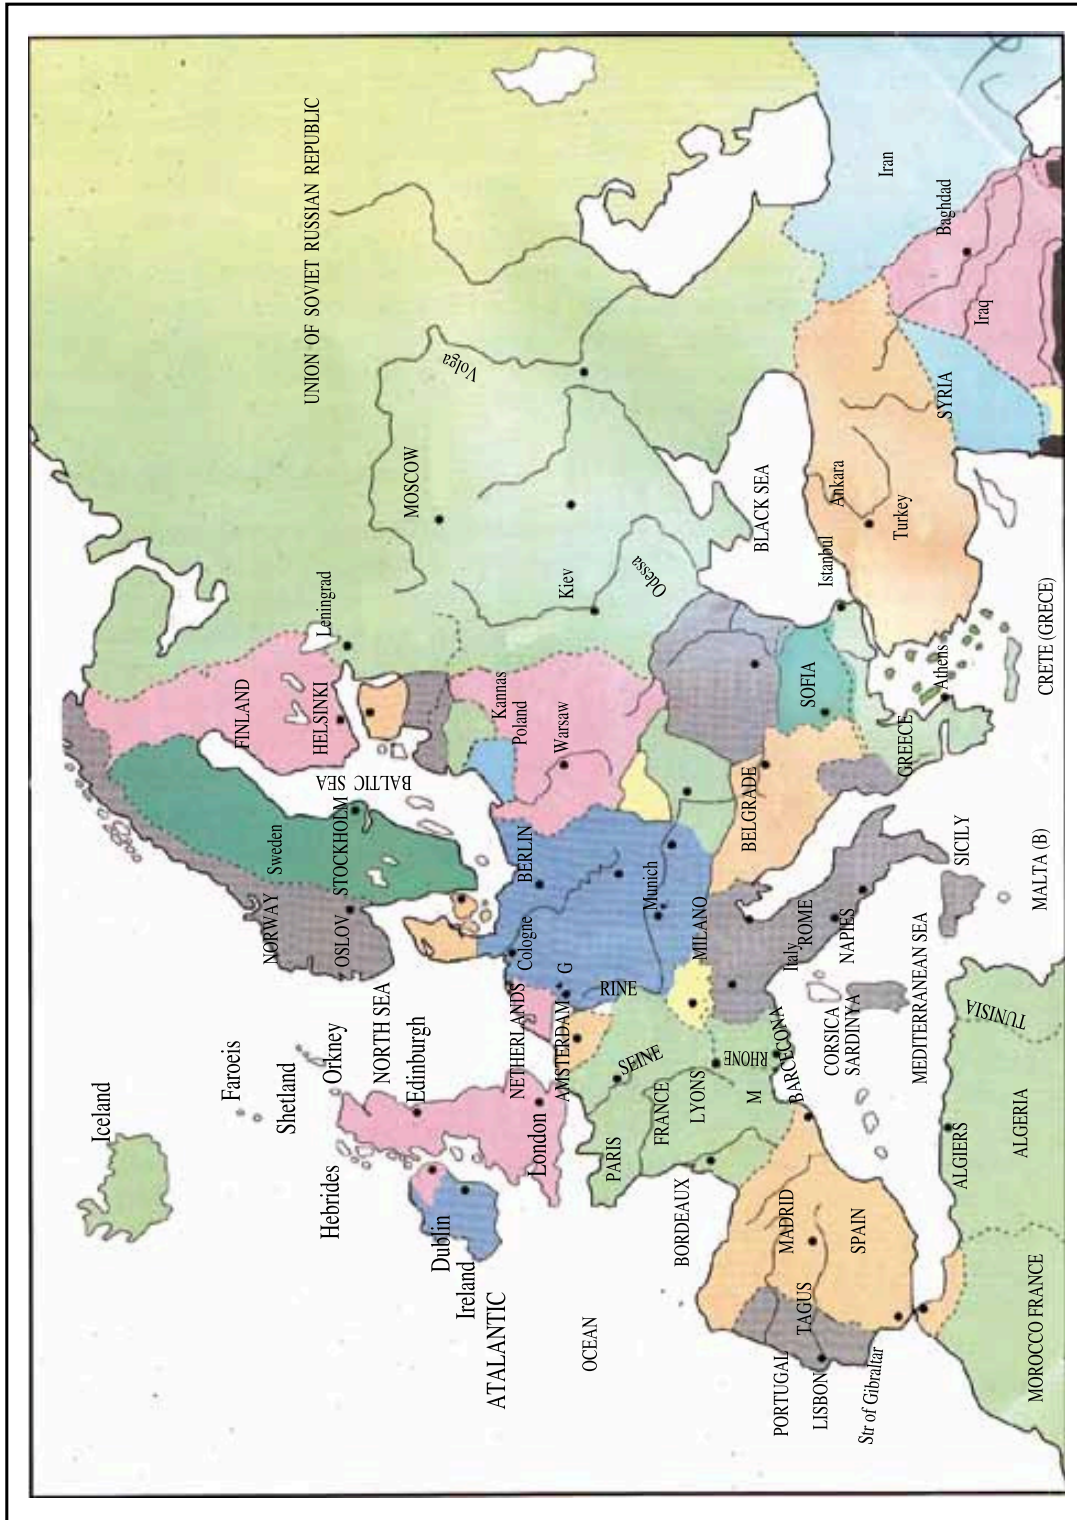 Iceland
Faroeis
Shetland
Orkney
Hebrides
NORTH SEA
Edinburgh
Dublin
Ireland
London
ATALANTIC
OCEAN
NORWAY
OSLOV
Sweden
STOCKHOLM
FINLAND
HELSINKI
BALTIC SEA
Leningrad
UNION OF SOVIET RUSSIAN REPUBLIC
MOSCOW
Volga
Kiev
Odessa
Kannas
Poland
Warsaw
BERLIN
Cologne
G
Munich
NETHERLANDS
AMSTERDAM
RINE
SEINE
PARIS
FRANCE
LYONS
RHONE
M
BORDEAUX
BARCECONA
MADRID
SPAIN
TAGUS
PORTUGAL
LISBON
Str of Gibraltar
MILANO
Italy
ROME
NAPIES
CORSICA
SARDINYA
SICILY
MALTA (B)
MEDITERRANEAN SEA
BELGRADE
SOFIA
GREECE
Athens
CRETE (GRECE)
BLACK SEA
Istanbul
Ankara
Turkey
SYRIA
Iraq
Baghdad
Iran
TUNISIA
ALGIERS
ALGERIA
MOROCCO FRANCE